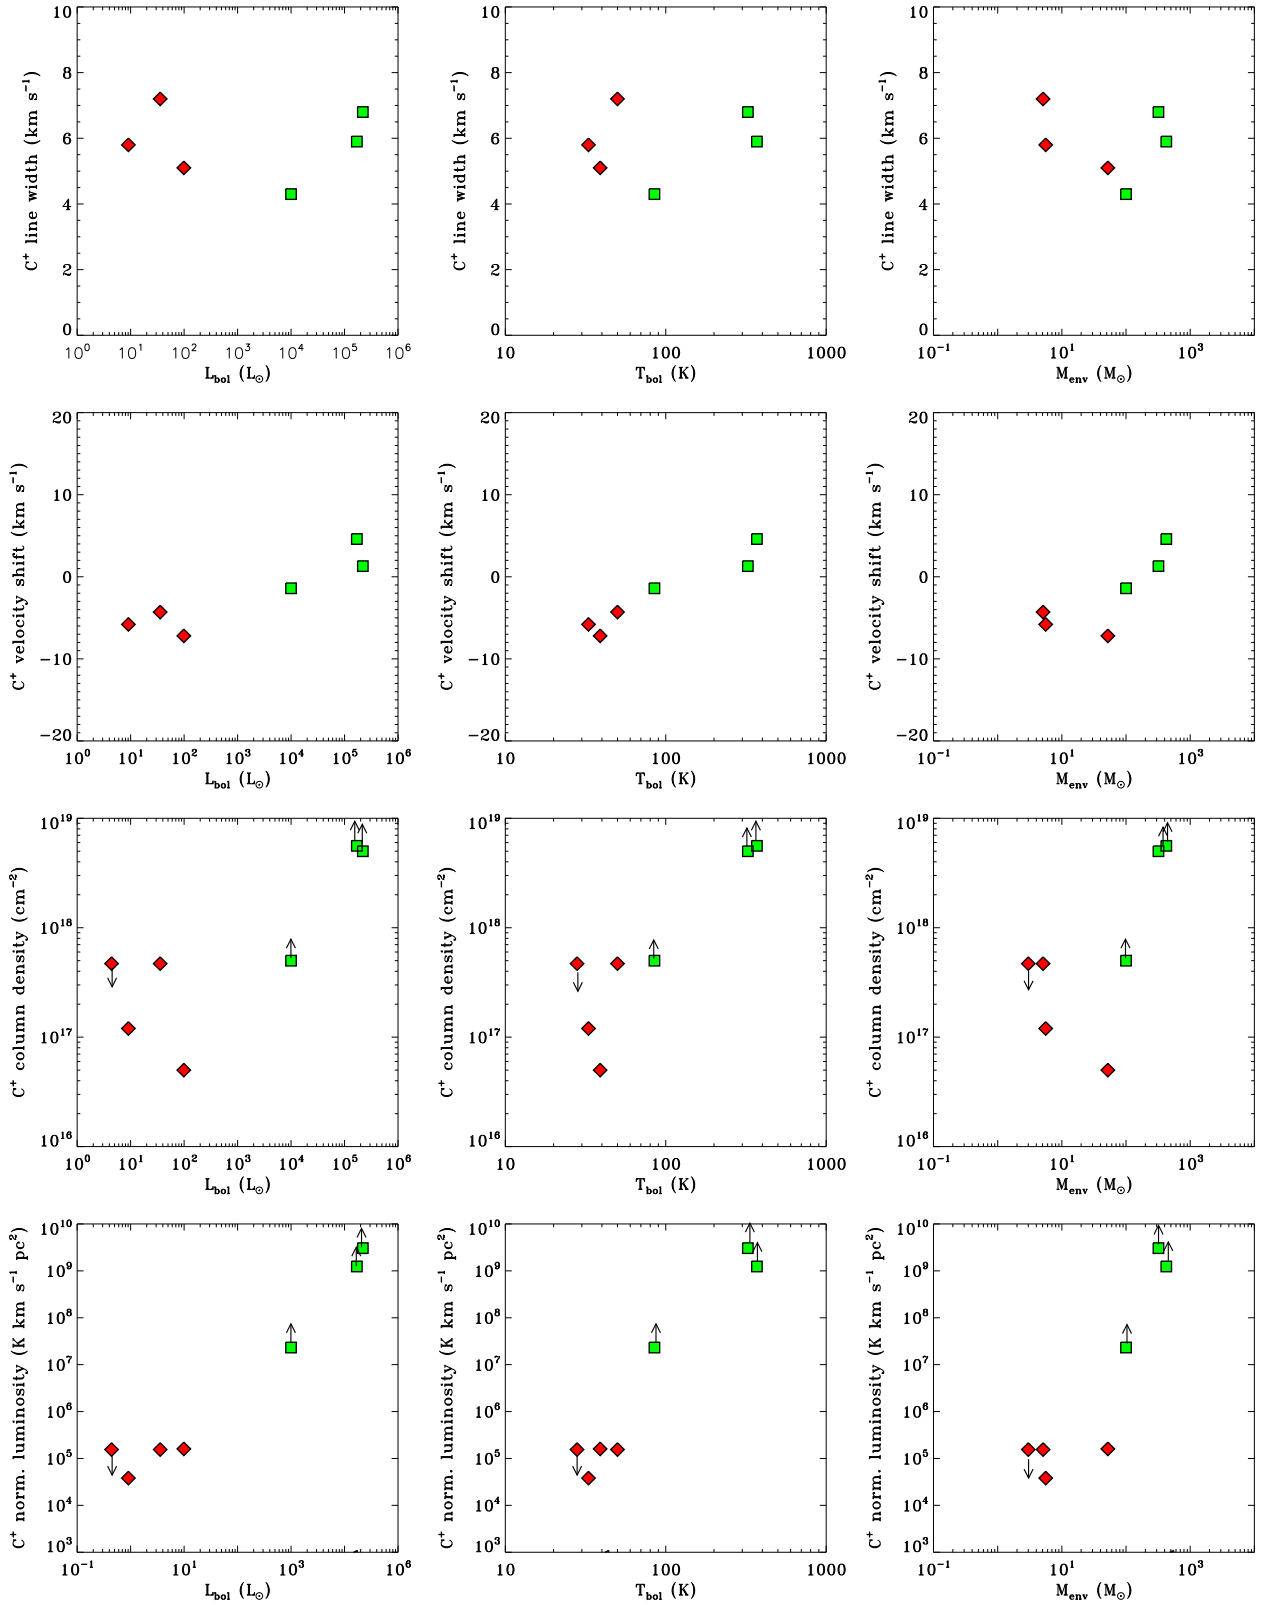 10
8
6
4
2
0
C⁺ line width (km s⁻¹)
10⁰ 10¹ 10² 10³ 10⁴ 10⁵ 10⁶
L_bol (L_⊙)
10
8
6
4
2
0
C⁺ line width (km s⁻¹)
10 100 1000
T_bol (K)
10
8
6
4
2
0
C⁺ line width (km s⁻¹)
10⁻¹ 10¹ 10³
M_env (M_⊙)
20
10
0
−10
−20
C⁺ velocity shift (km s⁻¹)
10⁰ 10¹ 10² 10³ 10⁴ 10⁵ 10⁶
L_bol (L_⊙)
20
10
0
−10
−20
C⁺ velocity shift (km s⁻¹)
10 100 1000
T_bol (K)
20
10
0
−10
−20
C⁺ velocity shift (km s⁻¹)
10⁻¹ 10¹ 10³
M_env (M_⊙)
10¹⁹
10¹⁸
10¹⁷
10¹⁶
C⁺ column density (cm⁻²)
10⁰ 10¹ 10² 10³ 10⁴ 10⁵ 10⁶
L_bol (L_⊙)
10¹⁹
10¹⁸
10¹⁷
10¹⁶
C⁺ column density (cm⁻²)
10 100 1000
T_bol (K)
10¹⁹
10¹⁸
10¹⁷
10¹⁶
C⁺ column density (cm⁻²)
10⁻¹ 10¹ 10³
M_env (M_⊙)
10¹⁰
10⁹
10⁸
10⁷
10⁶
10⁵
10⁴
10³
C⁺ norm. luminosity (K km s⁻¹ pc²)
10⁻¹ 10¹ 10³ 10⁶
L_bol (L_⊙)
10¹⁰
10⁹
10⁸
10⁷
10⁶
10⁵
10⁴
10³
C⁺ norm. luminosity (K km s⁻¹ pc²)
10 100 1000
T_bol (K)
10¹⁰
10⁹
10⁸
10⁷
10⁶
10⁵
10⁴
10³
C⁺ norm. luminosity (K km s⁻¹ pc²)
10⁻¹ 10¹ 10³
M_env (M_⊙)